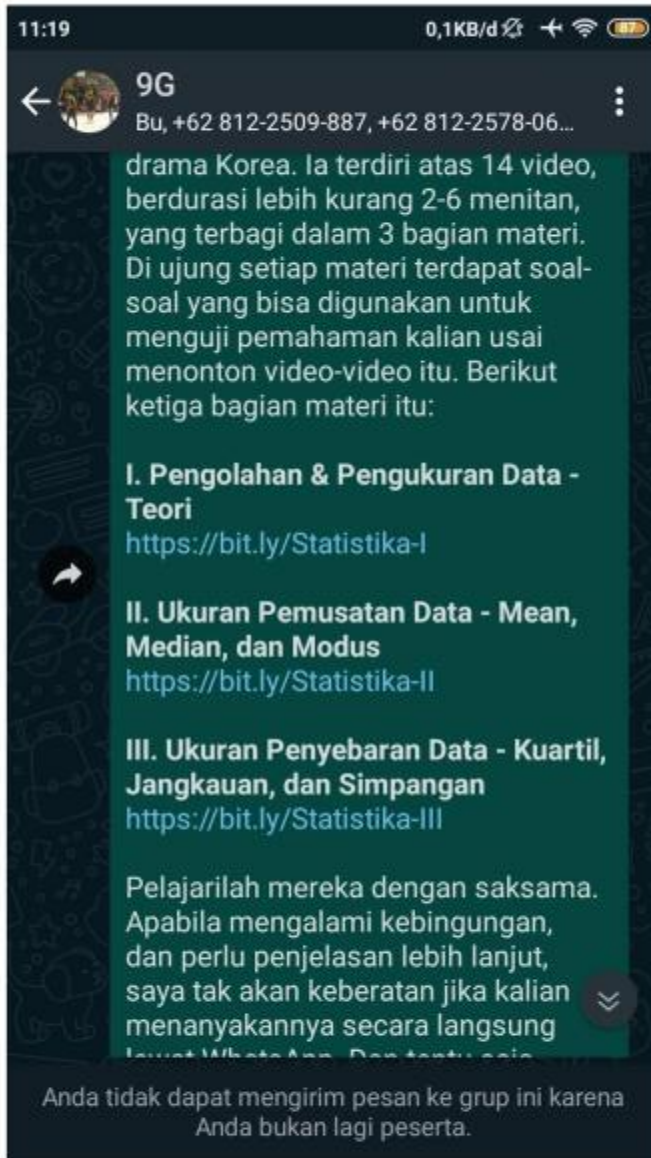 11:19
0,1KB/d
87
9G
Bu, +62 812-2509-887, +62 812-2578-06...
drama Korea. Ia terdiri atas 14 video,
berdurasi lebih kurang 2-6 menitan,
yang terbagi dalam 3 bagian materi.
Di ujung setiap materi terdapat soal-
soal yang bisa digunakan untuk
menguji pemahaman kalian usai
menonton video-video itu. Berikut
ketiga bagian materi itu:
I. Pengolahan & Pengukuran Data -
Teori
https://bit.ly/Statistika-I
II. Ukuran Pemusatan Data - Mean,
Median, dan Modus
https://bit.ly/Statistika-II
III. Ukuran Penyebaran Data - Kuartil,
Jangkauan, dan Simpangan
https://bit.ly/Statistika-III
Pelajarilah mereka dengan saksama.
Apabila mengalami kebingungan,
dan perlu penjelasan lebih lanjut,
saya tak akan keberatan jika kalian
menanyakannya secara langsung
lewat WhatsApp. Dan tentu saja
Anda tidak dapat mengirim pesan ke grup ini karena
Anda bukan lagi peserta.